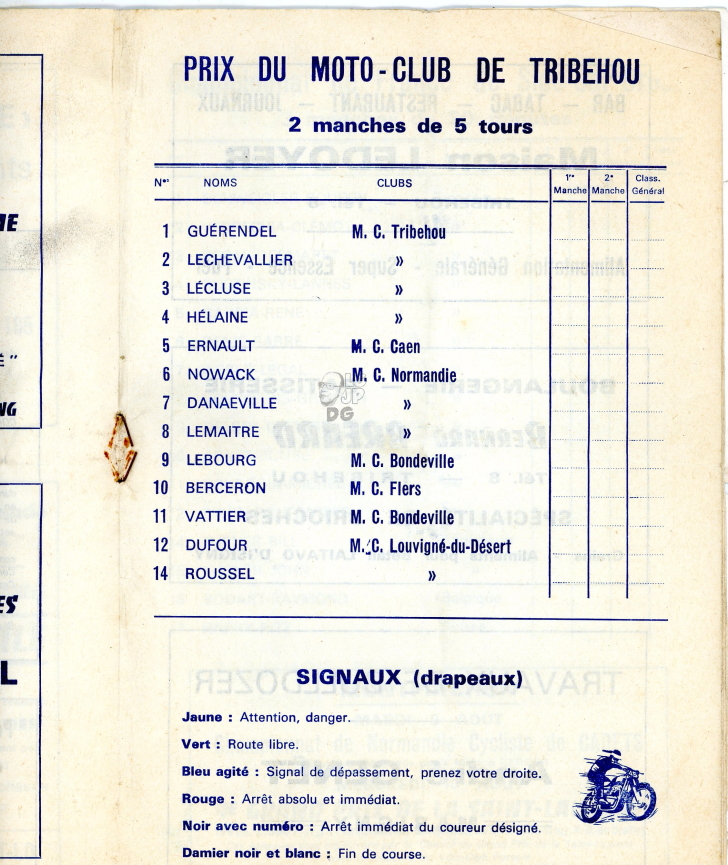 PRIX DU MOTO-CLUB DE TRIBEHOU
2 manches de 5 tours
Nos NOMS CLUBS 1re Manche 2e Manche Class. Général
1 GUÉRENDEL M. C. Tribehou
2 LECHEVALLIER »
3 LÉCLUSE »
4 HÉLAINE »
5 ERNAULT M. C. Caen
6 NOWACK M. C. Normandie
7 DANAEVILLE »
8 LEMAITRE »
9 LEBOURG M. C. Bondeville
10 BERCERON M. C. Flers
11 VATTIER M. C. Bondeville
12 DUFOUR M. C. Louvigné-du-Désert
14 ROUSSEL »
SIGNAUX (drapeaux)
Jaune : Attention, danger.
Vert : Route libre.
Bleu agité : Signal de dépassement, prenez votre droite.
Rouge : Arrêt absolu et immédiat.
Noir avec numéro : Arrêt immédiat du coureur désigné.
Damier noir et blanc : Fin de course.